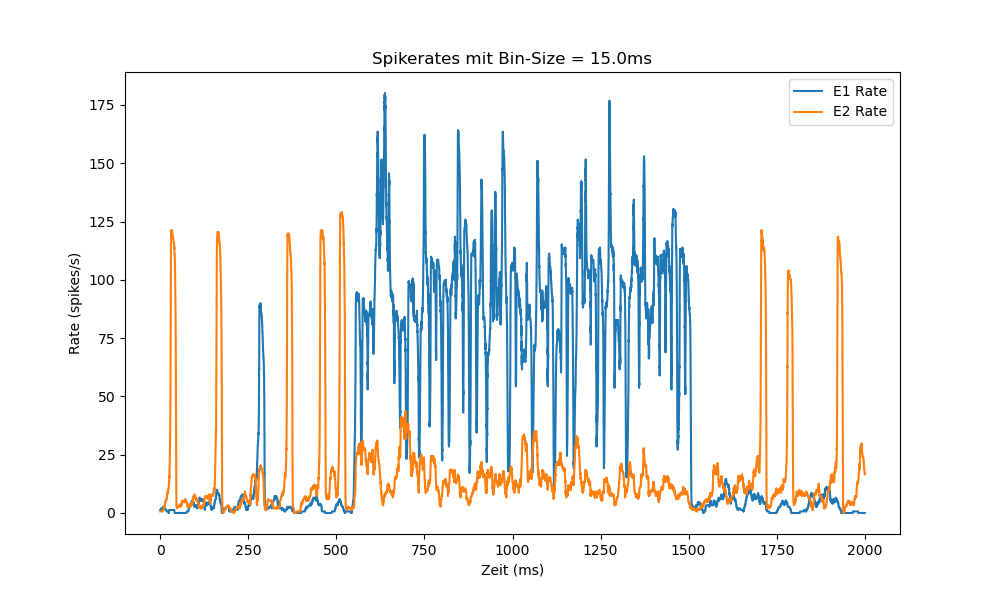 Spikerates mit Bin-Size = 15.0ms
E1 Rate
E2 Rate
175
150
125
100
75
50
25
0
Rate (spikes/s)
0 250 500 750 1000 1250 1500 1750 2000
Zeit (ms)